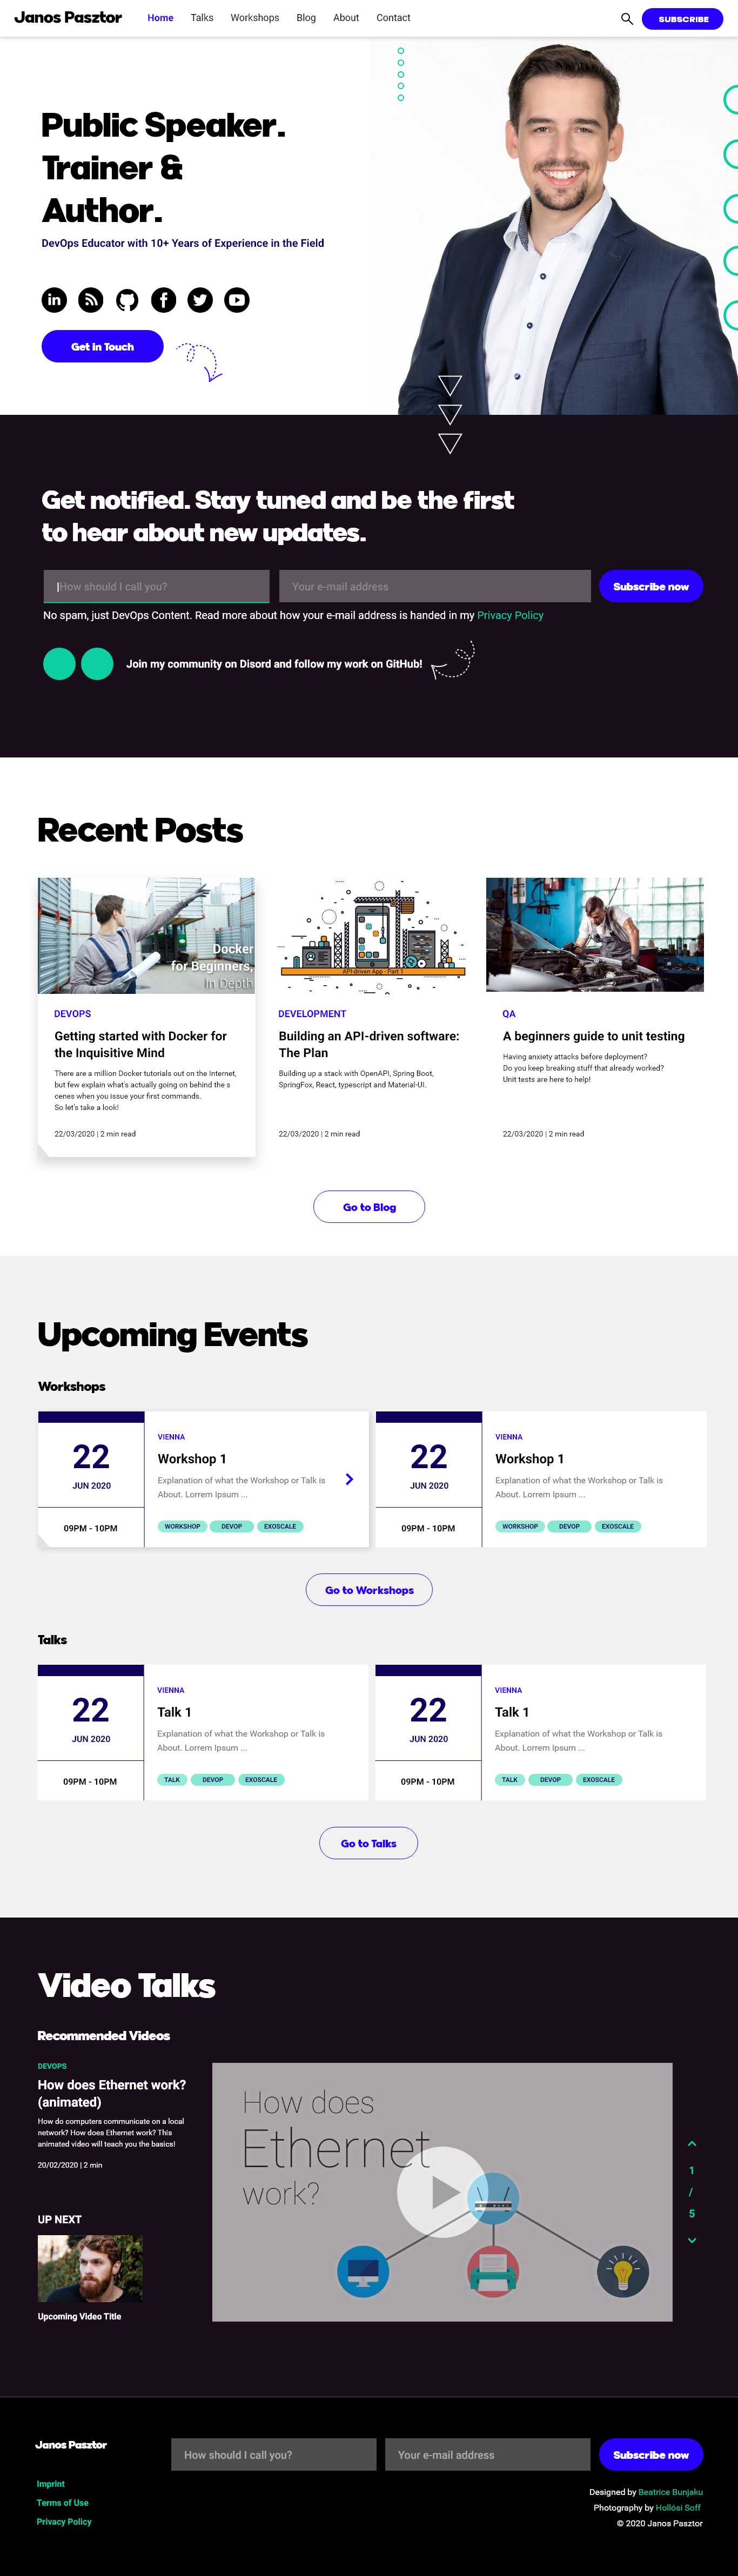 Janos Pasztor
Home Talks Workshops Blog About Contact
SUBSCRIBE
Public Speaker.
Trainer &
Author.
DevOps Educator with 10+ Years of Experience in the Field
Get in Touch
Get notified. Stay tuned and be the first
to hear about new updates.
How should I call you?
Your e-mail address
Subscribe now
No spam, just DevOps Content. Read more about how your e-mail address is handed in my Privacy Policy
Join my community on Disord and follow my work on GitHub!
Recent Posts
Docker
for Beginners,
In Depth
DEVOPS
Getting started with Docker for
the Inquisitive Mind
There are a million Docker tutorials out on the Internet,
but few explain what's actually going on behind the s
cenes when you issue your first commands.
So let's take a look!
22/03/2020 | 2 min read
API-driven App - Part 1
DEVELOPMENT
Building an API-driven software:
The Plan
Building up a stack with OpenAPI, Spring Boot,
SpringFox, React, typescript and Material-UI.
22/03/2020 | 2 min read
QA
A beginners guide to unit testing
Having anxiety attacks before deployment?
Do you keep breaking stuff that already worked?
Unit tests are here to help!
22/03/2020 | 2 min read
Go to Blog
Upcoming Events
Workshops
22
JUN 2020
09PM - 10PM
VIENNA
Workshop 1
Explanation of what the Workshop or Talk is
About. Lorrem Ipsum ...
WORKSHOP DEVOP EXOSCALE
22
JUN 2020
09PM - 10PM
VIENNA
Workshop 1
Explanation of what the Workshop or Talk is
About. Lorrem Ipsum ...
WORKSHOP DEVOP EXOSCALE
Go to Workshops
Talks
22
JUN 2020
09PM - 10PM
VIENNA
Talk 1
Explanation of what the Workshop or Talk is
About. Lorrem Ipsum ...
TALK DEVOP EXOSCALE
22
JUN 2020
09PM - 10PM
VIENNA
Talk 1
Explanation of what the Workshop or Talk is
About. Lorrem Ipsum ...
TALK DEVOP EXOSCALE
Go to Talks
Video Talks
Recommended Videos
DEVOPS
How does Ethernet work?
(animated)
How do computers communicate on a local
network? How does Ethernet work? This
animated video will teach you the basics!
20/02/2020 | 2 min
UP NEXT
Upcoming Video Title
How does
Ethernet
work?
1
/
5
Janos Pasztor
Imprint
Terms of Use
Privacy Policy
How should I call you?
Your e-mail address
Subscribe now
Designed by Beatrice Bunjaku
Photography by Hollósi Soff
© 2020 Janos Pasztor